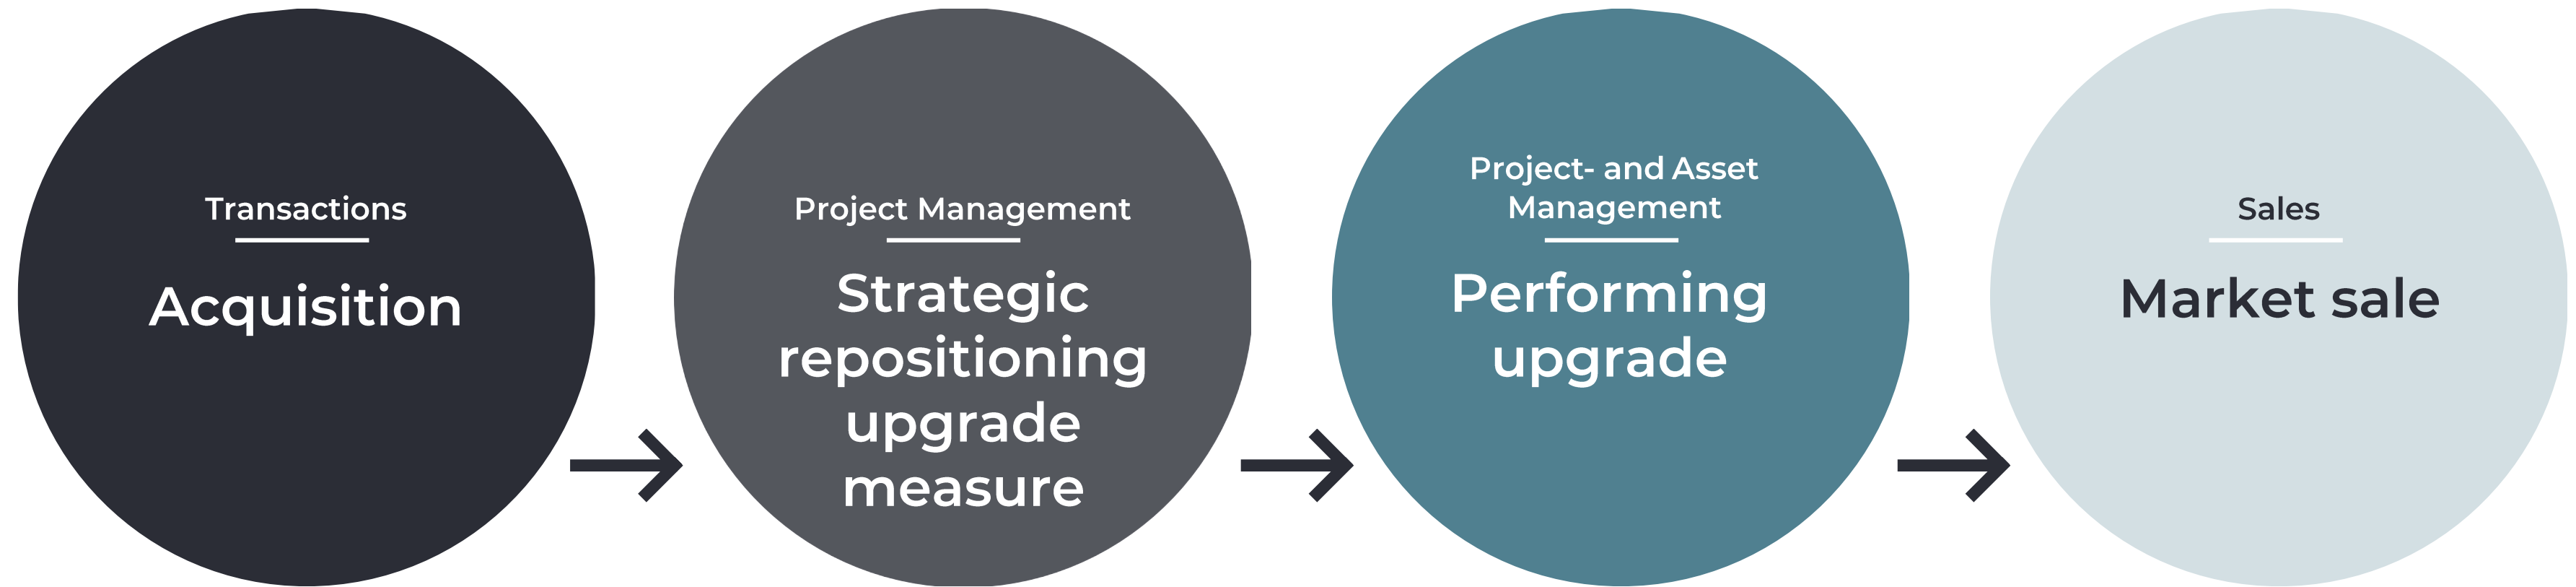 Transactions
Acquisition
Project Management
Strategic
repositioning
upgrade
measure
Project- and Asset
Management
Performing
upgrade
Sales
Market sale